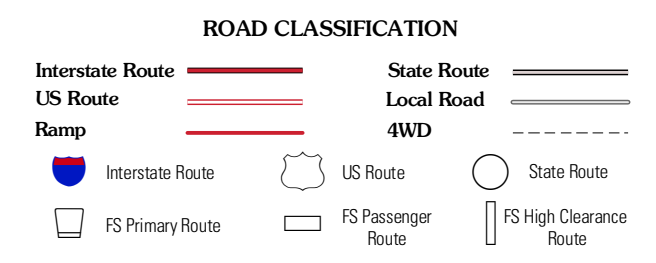 ROAD CLASSIFICATION
Interstate Route
State Route
US Route
Local Road
Ramp
4WD
Interstate Route
US Route
State Route
FS Primary Route
FS Passenger
Route
FS High Clearance
Route